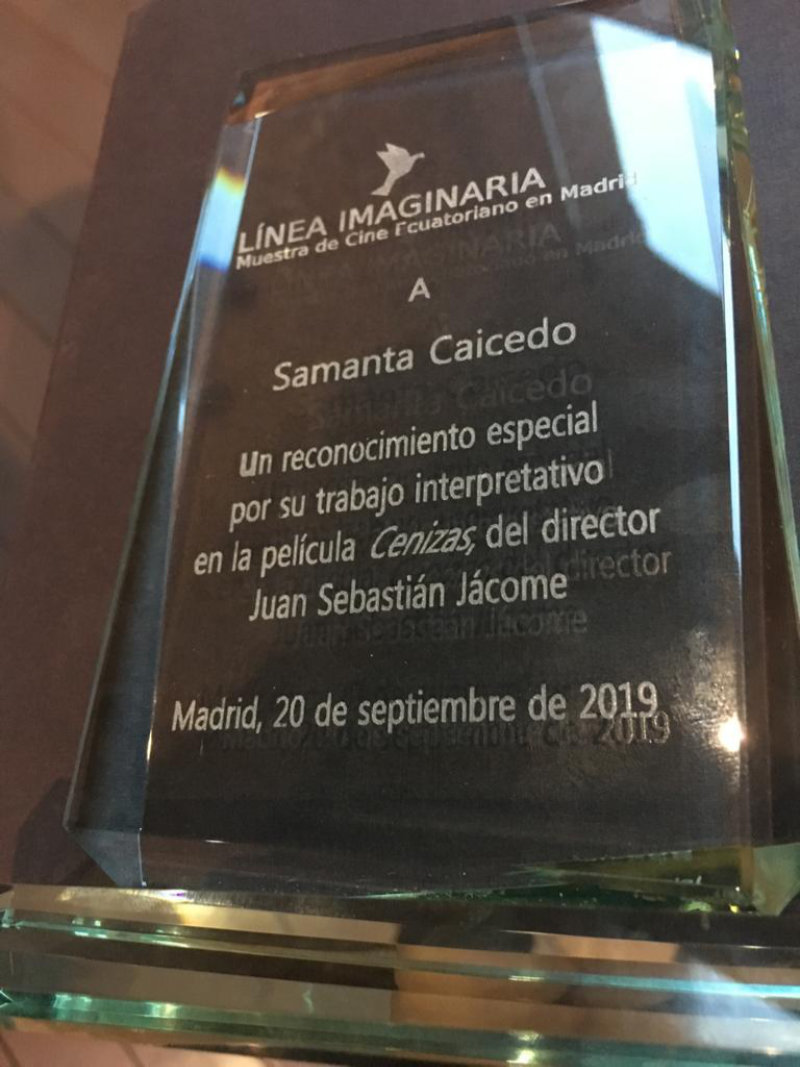 LÍNEA IMAGINARIA
Muestra de Cine Ecuatoriano en Madrid
A
Samanta Caicedo
un reconocimiento especial
por su trabajo interpretativo
en la película Cenizas, del director
Juan Sebastián Jácome
Madrid, 20 de septiembre de 2019